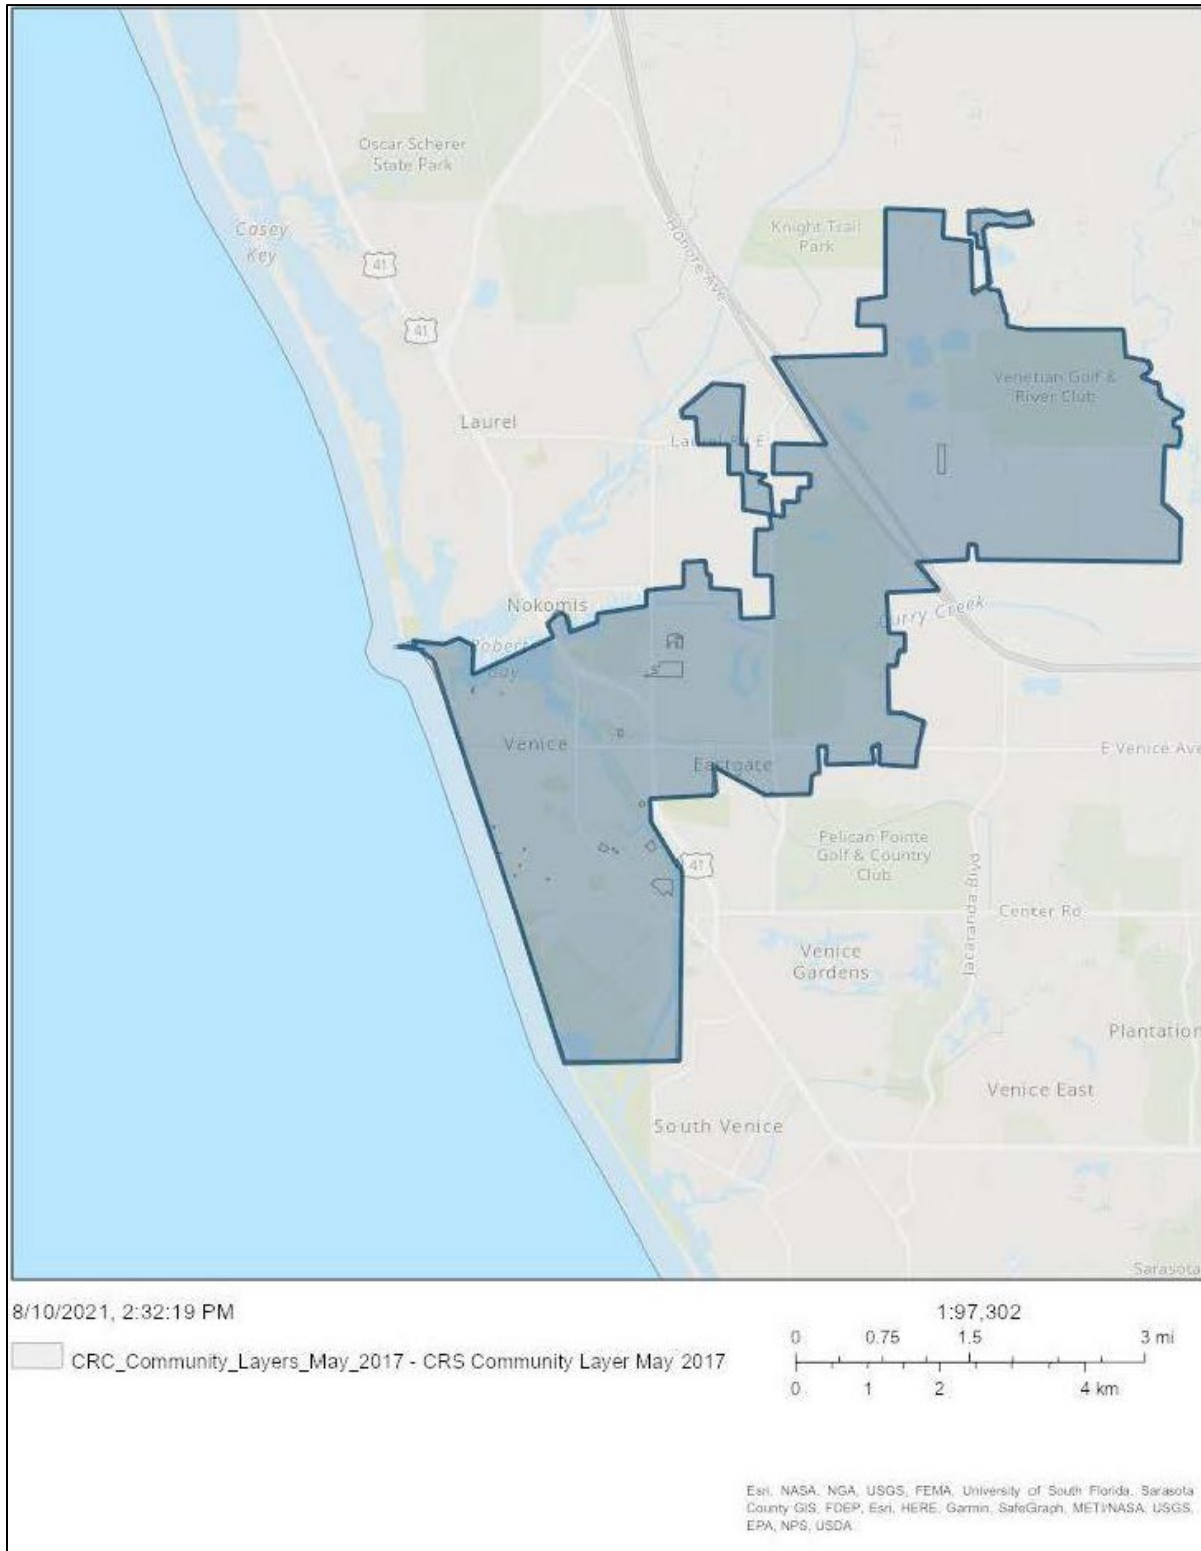 Oscar Scherer
State Park
Casey
Key
41
41
Honore Ave
Knight Trail
Park
Venetian Golf &
River Club
Laurel
Laurel Rd E
Nokomis
Roberts
Bay
Curry Creek
Venice
Eastgate
E Venice Ave
Pelican Pointe
Golf & Country
Club
41
Jacaranda Blvd
Center Rd
Venice
Gardens
Plantation
Venice East
South Venice
Sarasota
8/10/2021, 2:32:19 PM
CRC_Community_Layers_May_2017 - CRS Community Layer May 2017
1:97,302
0 0.75 1.5 3 mi
0 1 2 4 km
Esri, NASA, NGA, USGS, FEMA, University of South Florida, Sarasota
County GIS, FDEP, Esri, HERE, Garmin, SafeGraph, METI/NASA, USGS,
EPA, NPS, USDA